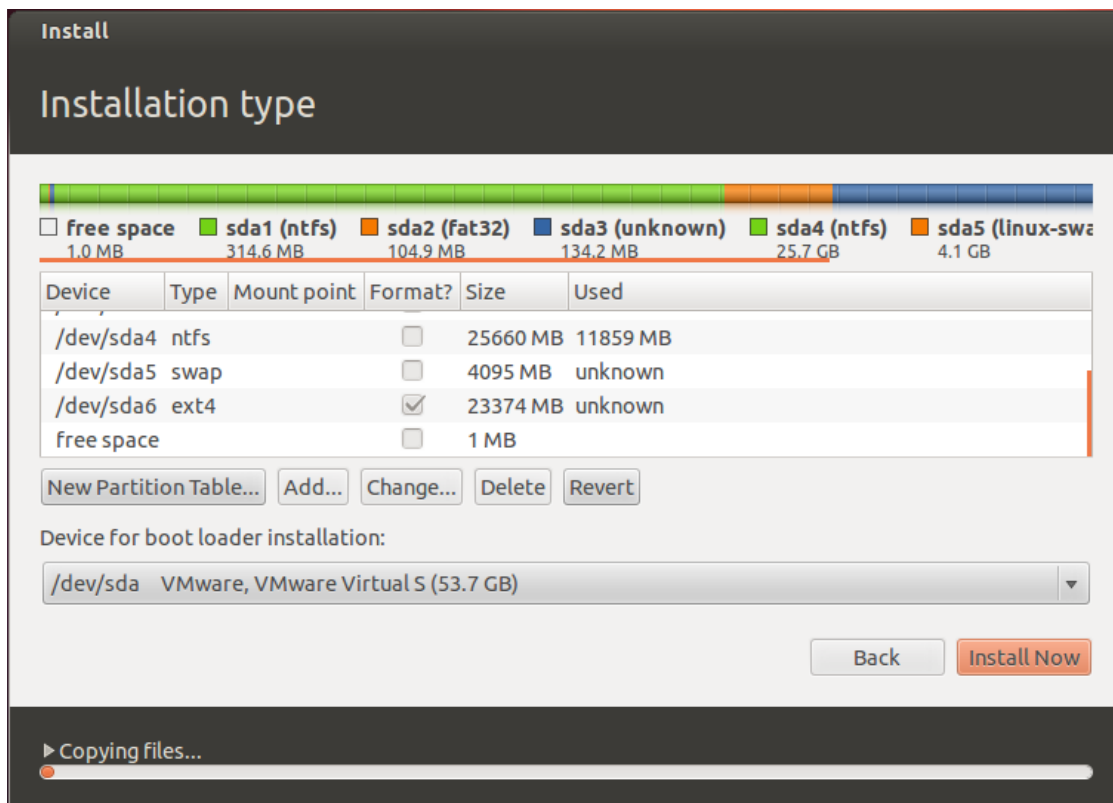 Install
Installation type
free space sda1 (ntfs) sda2 (fat32) sda3 (unknown) sda4 (ntfs) sda5 (linux-swa
1.0 MB 314.6 MB 104.9 MB 134.2 MB 25.7 GB 4.1 GB
Device Type Mount point Format? Size Used
/dev/sda4 ntfs 25660 MB 11859 MB
/dev/sda5 swap 4095 MB unknown
/dev/sda6 ext4 23374 MB unknown
free space 1 MB
New Partition Table... Add... Change... Delete Revert
Device for boot loader installation:
/dev/sda VMware, VMware Virtual S (53.7 GB)
Back Install Now
Copying files...